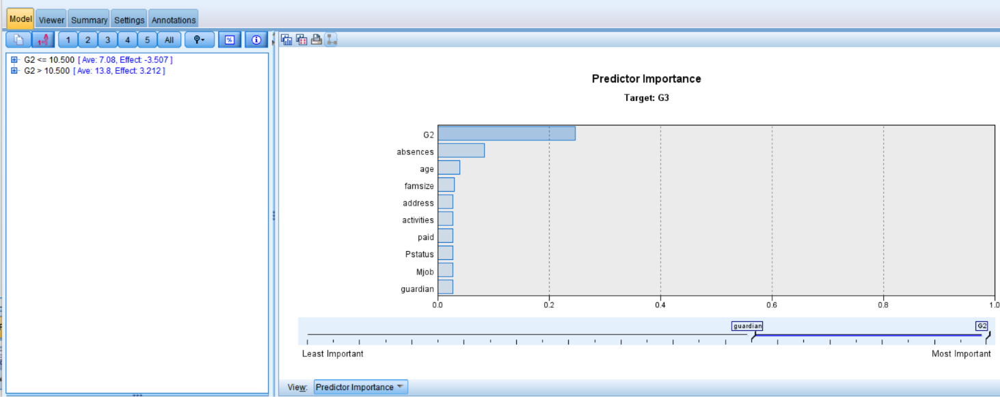 Model Viewer Summary Settings Annotations
1 2 3 4 5 All % i
G2 <= 10.500 [ Ave: 7.08, Effect: -3.507 ]
G2 > 10.500 [ Ave: 13.8, Effect: 3.212 ]
Predictor Importance
Target: G3
G2
absences
age
famsize
address
activities
paid
Pstatus
Mjob
guardian
0.0 0.2 0.4 0.6 0.8 1.0
guardian G2
Least Important Most Important
View: Predictor Importance